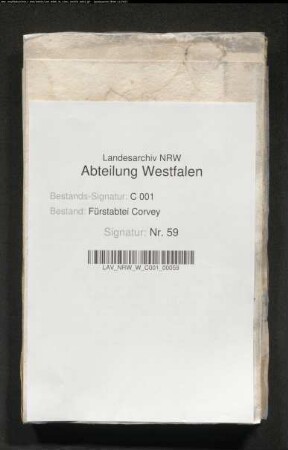 Landesarchiv NRW
Abteilung Westfalen
Bestands-Signatur: C 001
Bestand: Fürstabtei Corvey
Signatur: Nr. 59
LAV_NRW_W_C001_00059